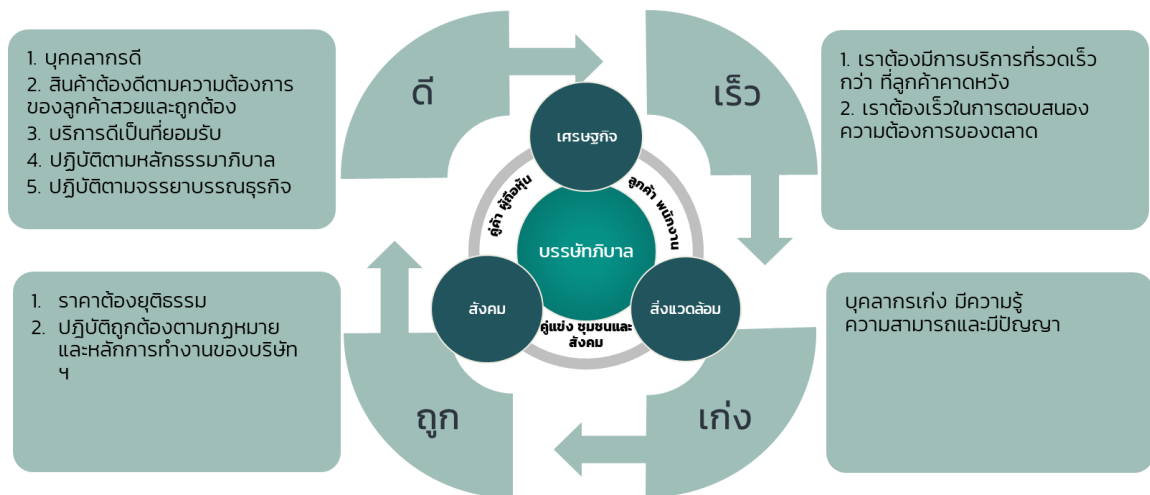 1. บุคคลากรดี
2. สินค้าต้องดีตามความต้องการ
ของลูกค้าสวยและถูกต้อง
3. บริการดีเป็นที่ยอมรับ
4. ปฏิบัติตามหลักธรรมาภิบาล
5. ปฏิบัติตามจรรยาบรรณธุรกิจ
ดี
เร็ว
1. เราต้องมีการบริการที่รวดเร็ว
กว่า ที่ลูกค้าคาดหวัง
2. เราต้องเร็วในการตอบสนอง
ความต้องการของตลาด
เศรษฐกิจ
คู่ค้า ผู้ถือหุ้น
ลูกค้า พนักงาน
บรรษัทภิบาล
สังคม
สิ่งแวดล้อม
คู่แข่ง ชุมชนและ
สังคม
1. ราคาต้องยุติธรรม
2. ปฎิบัติถูกต้องตามกฎหมาย
และหลักการทำงานของบริษัท
ฯ
ถูก
เก่ง
บุคลากรเก่ง มีความรู้
ความสามารถและมีปัญญา